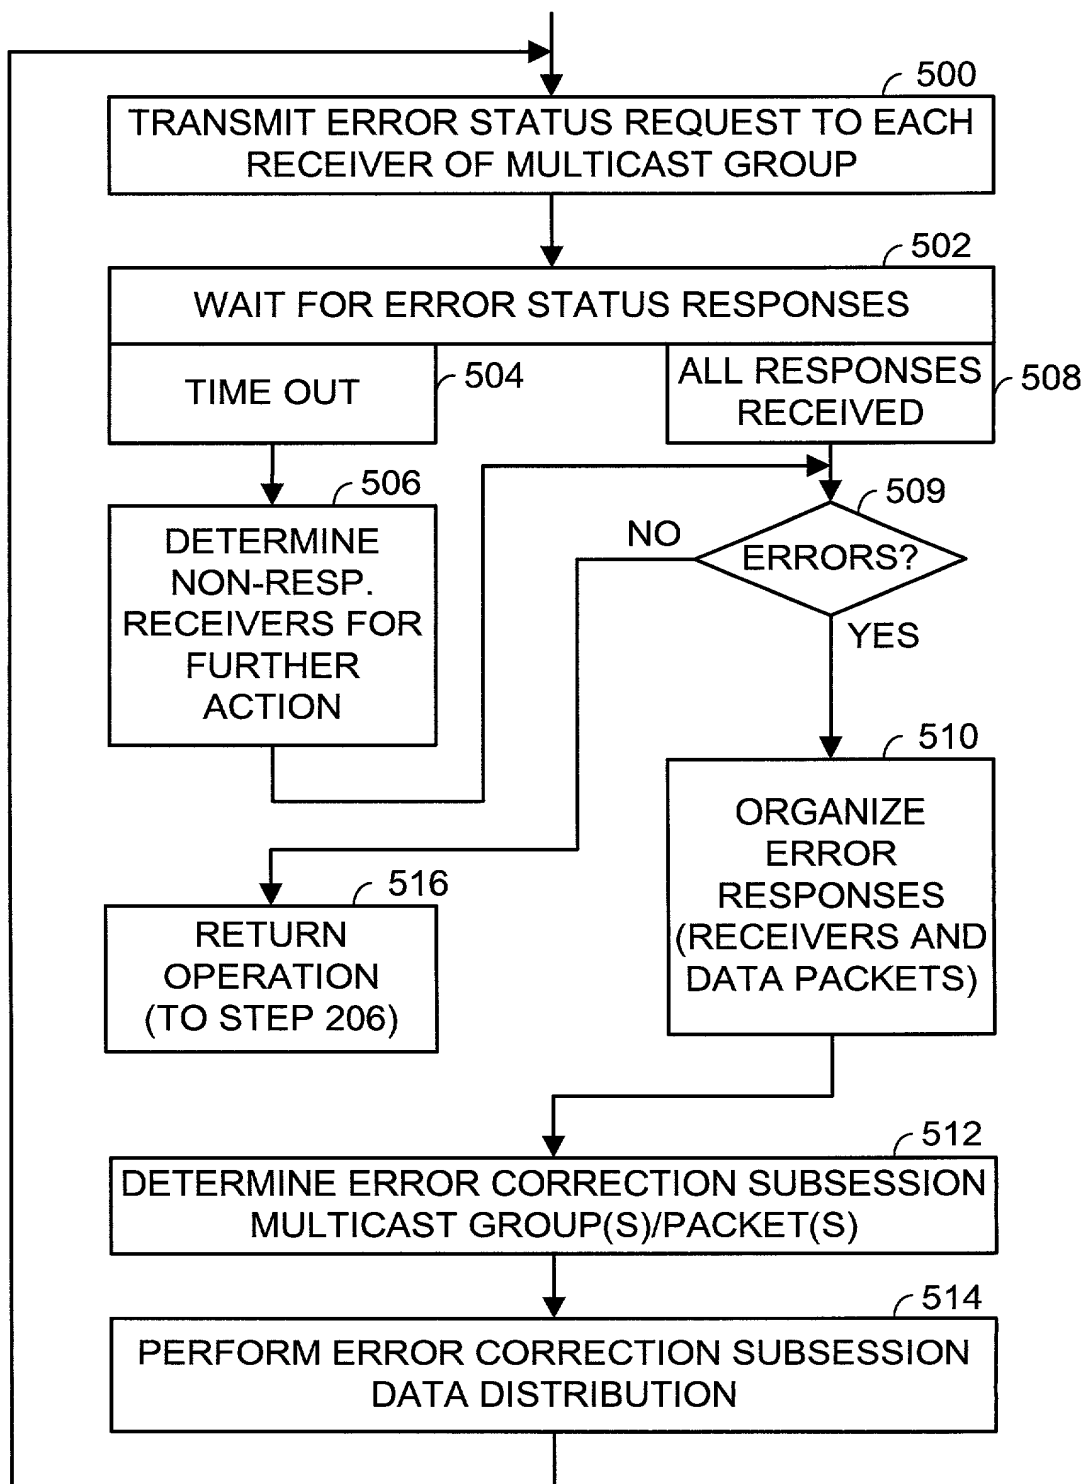 500
TRANSMIT ERROR STATUS REQUEST TO EACH
RECEIVER OF MULTICAST GROUP
502
WAIT FOR ERROR STATUS RESPONSES
TIME OUT
504
ALL RESPONSES
RECEIVED
508
506
DETERMINE
NON-RESP.
RECEIVERS FOR
FURTHER
ACTION
509
NO
ERRORS?
YES
510
ORGANIZE
ERROR
RESPONSES
(RECEIVERS AND
DATA PACKETS)
516
RETURN
OPERATION
(TO STEP 206)
512
DETERMINE ERROR CORRECTION SUBSESSION
MULTICAST GROUP(S)/PACKET(S)
514
PERFORM ERROR CORRECTION SUBSESSION
DATA DISTRIBUTION